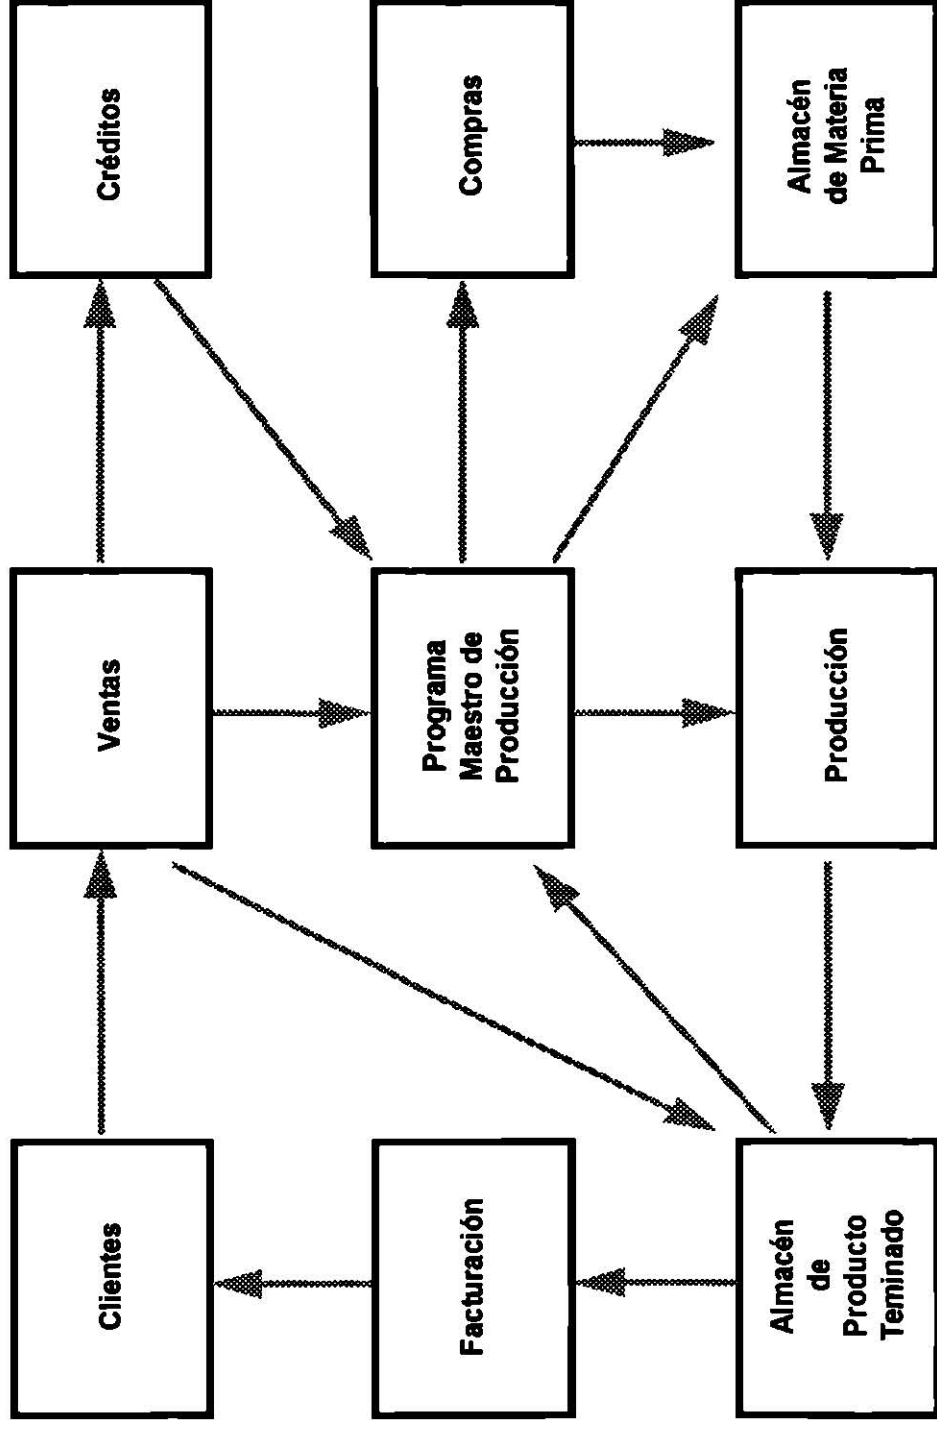 Clientes
Ventas
Créditos
Facturación
Programa
Maestro de
Producción
Compras
Almacén
de
Producto
Teminado
Producción
Almacén
de Materia
Prima